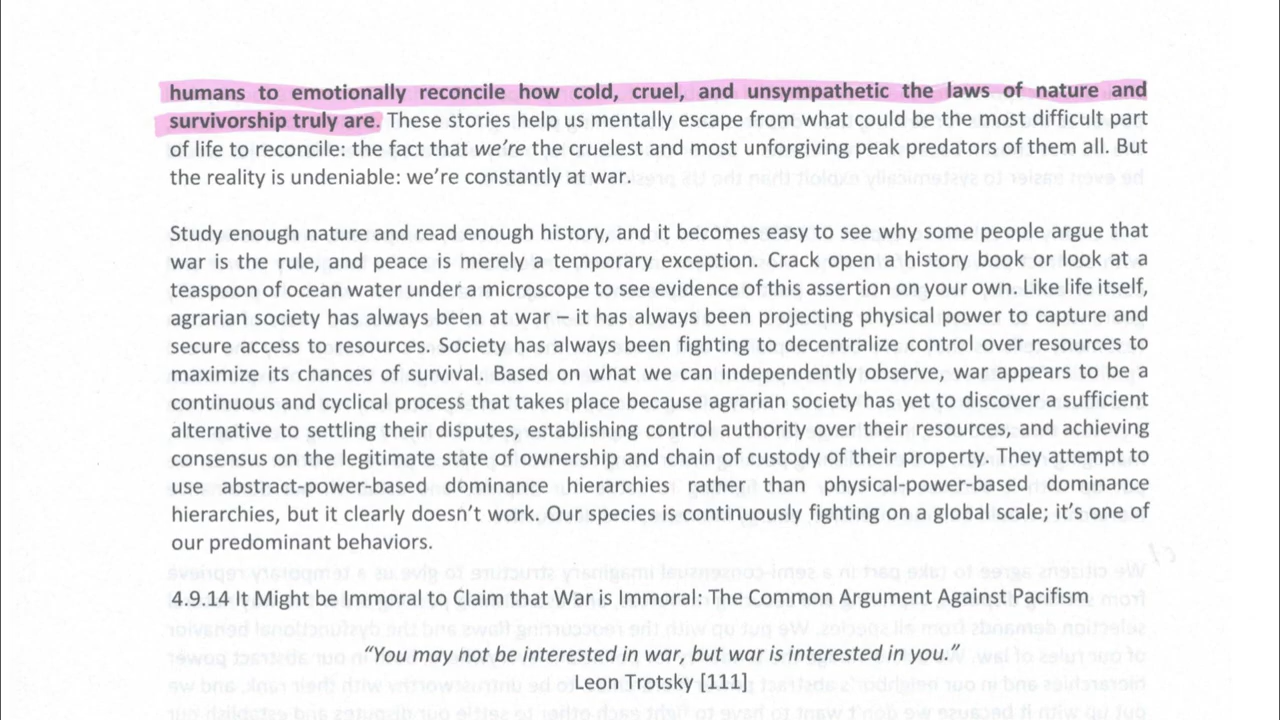 humans to emotionally reconcile how cold, cruel, and unsympathetic the laws of nature and
survivorship truly are. These stories help us mentally escape from what could be the most difficult part
of life to reconcile: the fact that we’re the cruelest and most unforgiving peak predators of them all. But
the reality is undeniable: we’re constantly at war.
Study enough nature and read enough history, and it becomes easy to see why some people argue that
war is the rule, and peace is merely a temporary exception. Crack open a history book or look at a
teaspoon of ocean water under a microscope to see evidence of this assertion on your own. Like life itself,
agrarian society has always been at war – it has always been projecting physical power to capture and
secure access to resources. Society has always been fighting to decentralize control over resources to
maximize its chances of survival. Based on what we can independently observe, war appears to be a
continuous and cyclical process that takes place because agrarian society has yet to discover a sufficient
alternative to settling their disputes, establishing control authority over their resources, and achieving
consensus on the legitimate state of ownership and chain of custody of their property. They attempt to
use abstract-power-based dominance hierarchies rather than physical-power-based dominance
hierarchies, but it clearly doesn’t work. Our species is continuously fighting on a global scale; it’s one of
our predominant behaviors.
4.9.14 It Might be Immoral to Claim that War is Immoral: The Common Argument Against Pacifism
“You may not be interested in war, but war is interested in you.”
Leon Trotsky [111]